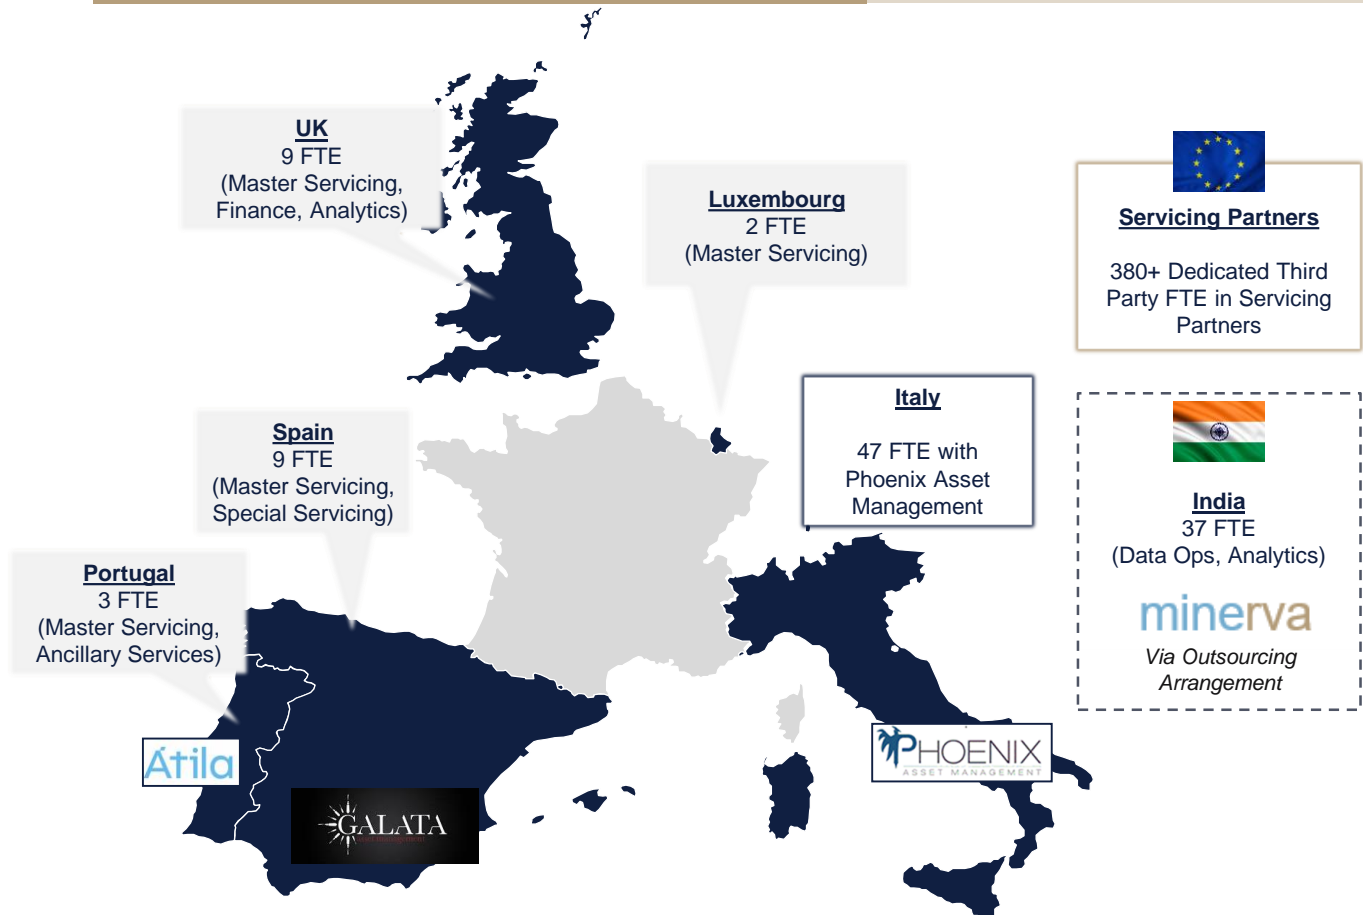 UK
9 FTE
(Master Servicing,
Finance, Analytics)
Luxembourg
2 FTE
(Master Servicing)
Servicing Partners
380+ Dedicated Third
Party FTE in Servicing
Partners
Italy
47 FTE with
Phoenix Asset
Management
Spain
9 FTE
(Master Servicing,
Special Servicing)
India
37 FTE
(Data Ops, Analytics)
minerva
Via Outsourcing
Arrangement
Portugal
3 FTE
(Master Servicing,
Ancillary Services)
Átila
PHOENIX
ASSET MANAGEMENT
GALATA